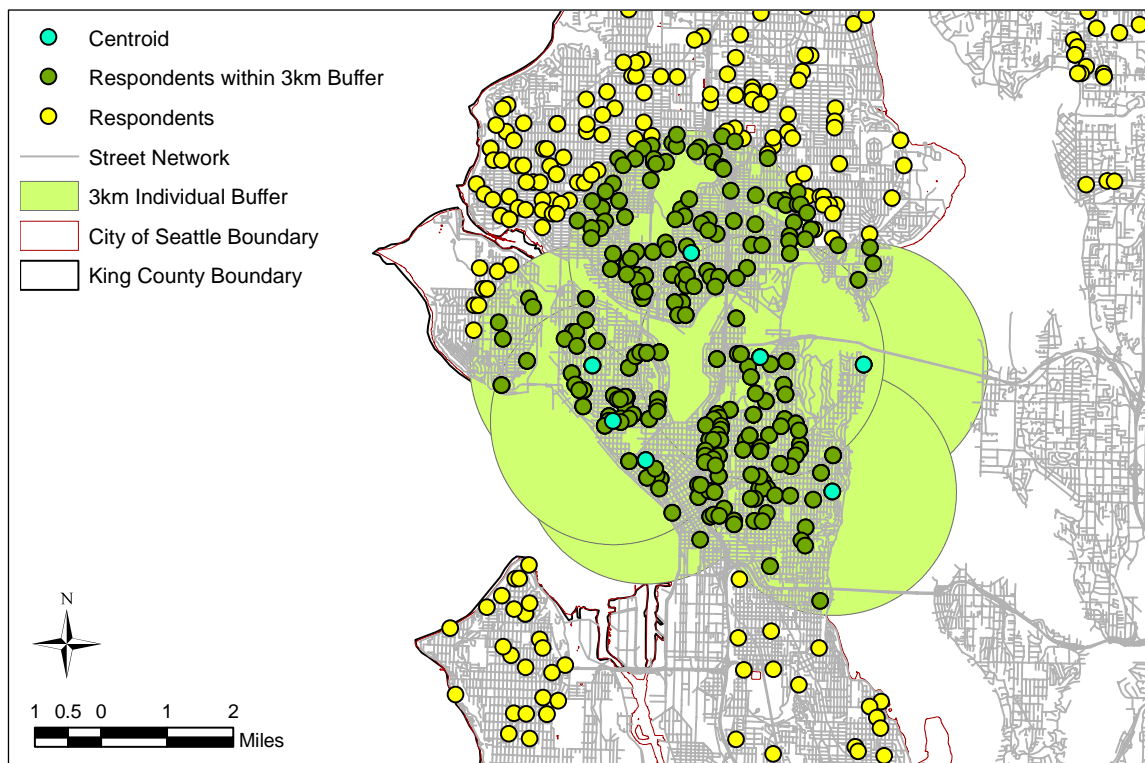 Centroid
Respondents within 3km Buffer
Respondents
Street Network
3km Individual Buffer
City of Seattle Boundary
King County Boundary
N
1 0.5 0 1 2
Miles